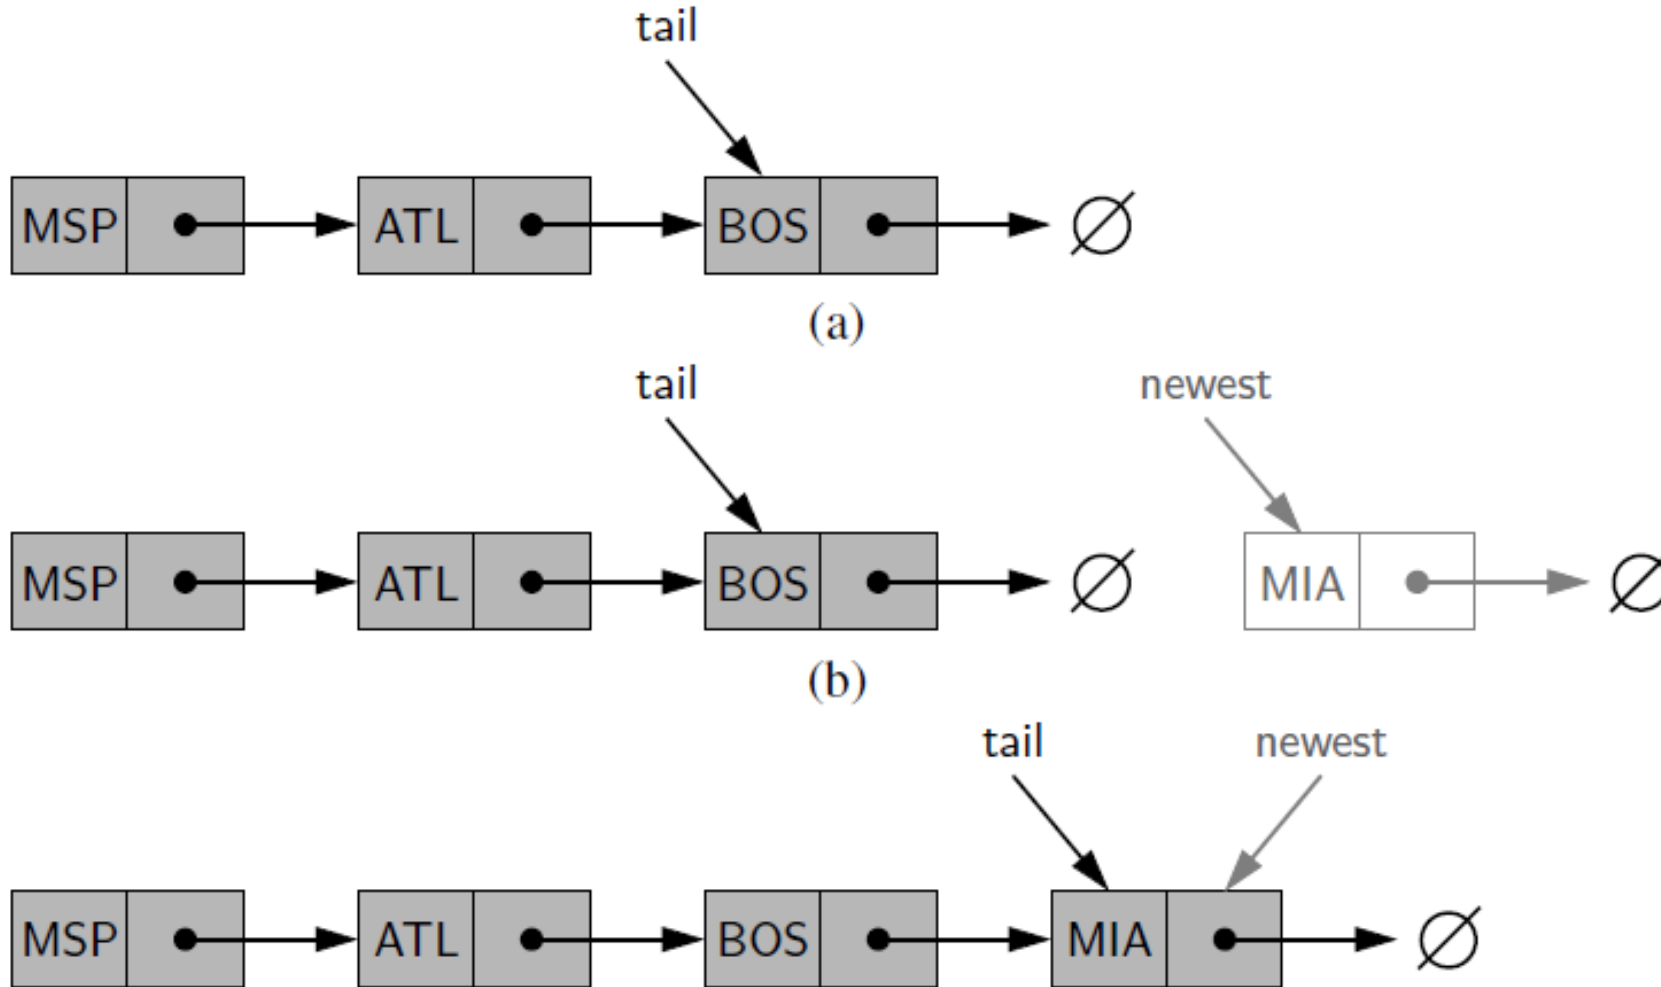 tail
MSP ATL BOS ∅
(a)
tail newest
MSP ATL BOS ∅ MIA ∅
(b)
tail newest
MSP ATL BOS MIA ∅